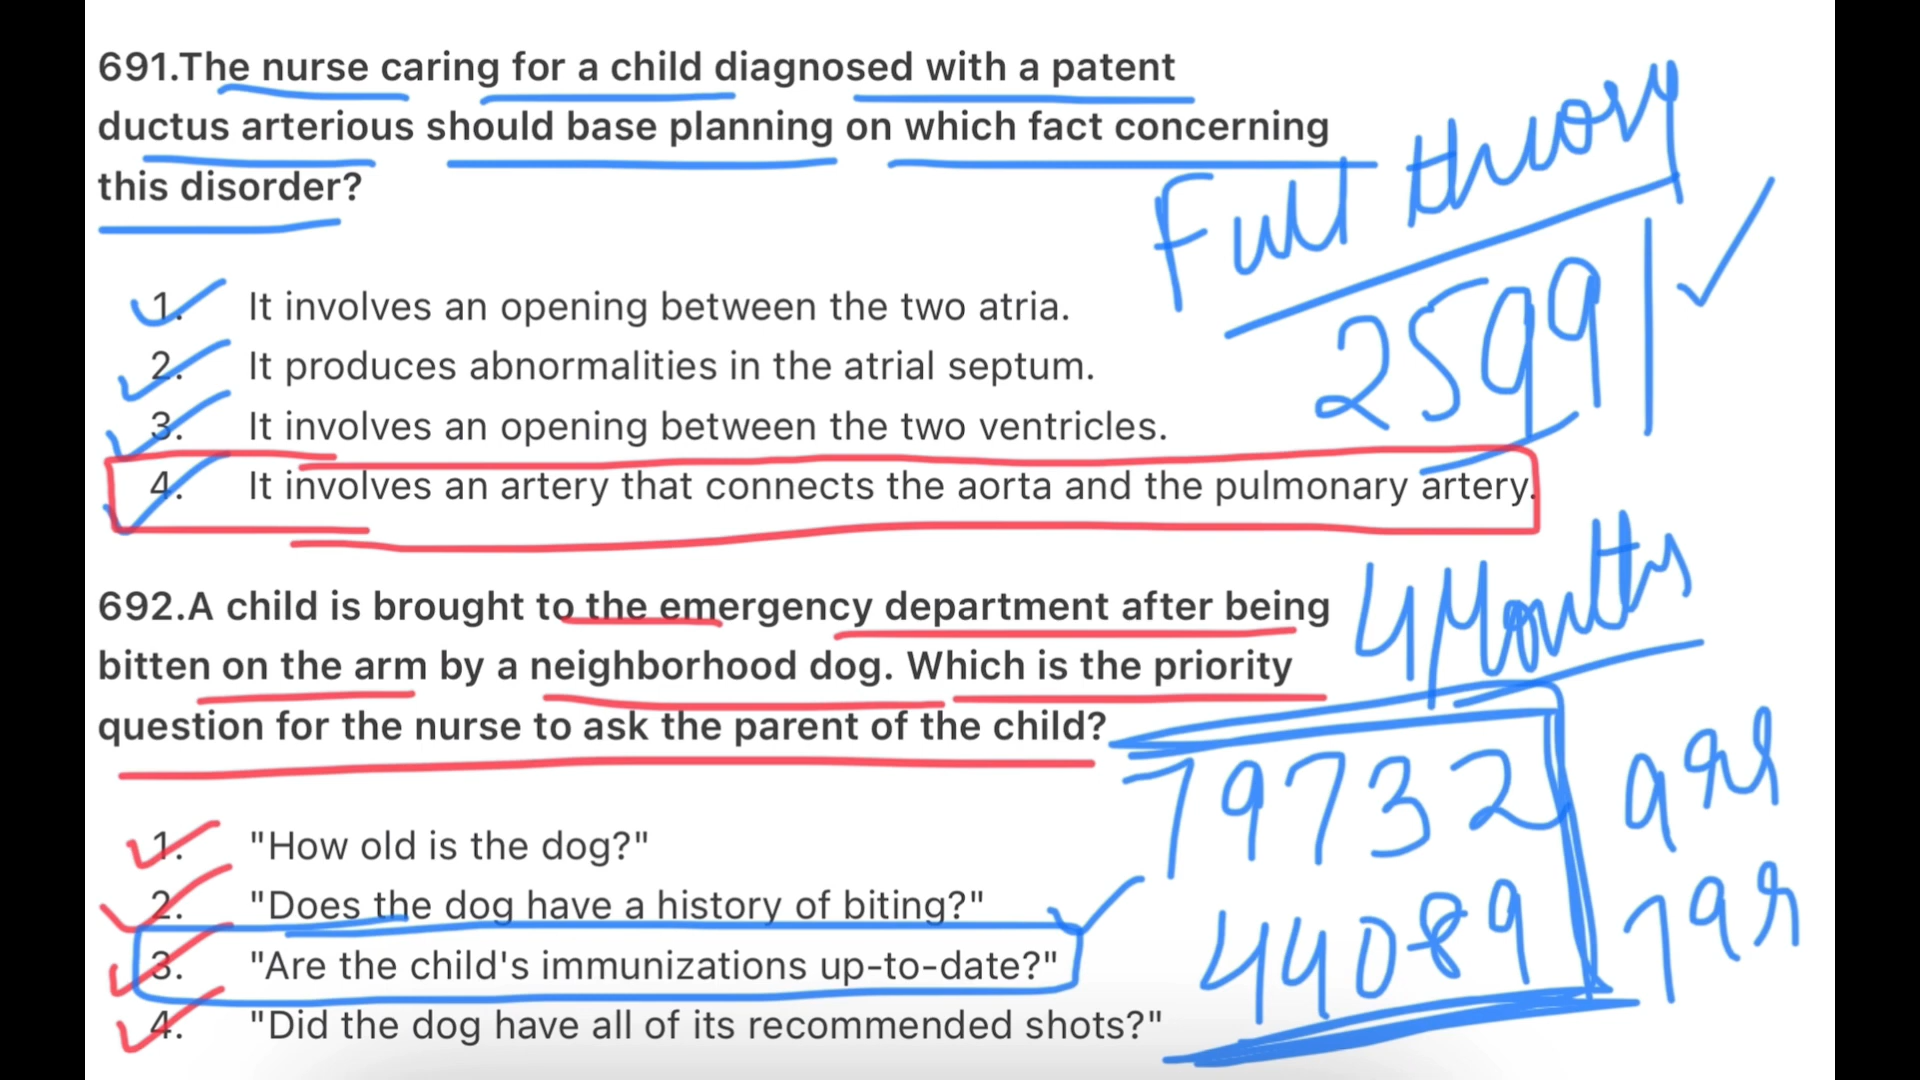 691.The nurse caring for a child diagnosed with a patent
ductus arterious should base planning on which fact concerning
this disorder?
Full theory
2599/
1. It involves an opening between the two atria.
2. It produces abnormalities in the atrial septum.
3. It involves an opening between the two ventricles.
4. It involves an artery that connects the aorta and the pulmonary artery.
4 Months
692.A child is brought to the emergency department after being
bitten on the arm by a neighborhood dog. Which is the priority
question for the nurse to ask the parent of the child?
79732
44089
1. "How old is the dog?"
2. "Does the dog have a history of biting?"
3. "Are the child's immunizations up-to-date?"
4. "Did the dog have all of its recommended shots?"